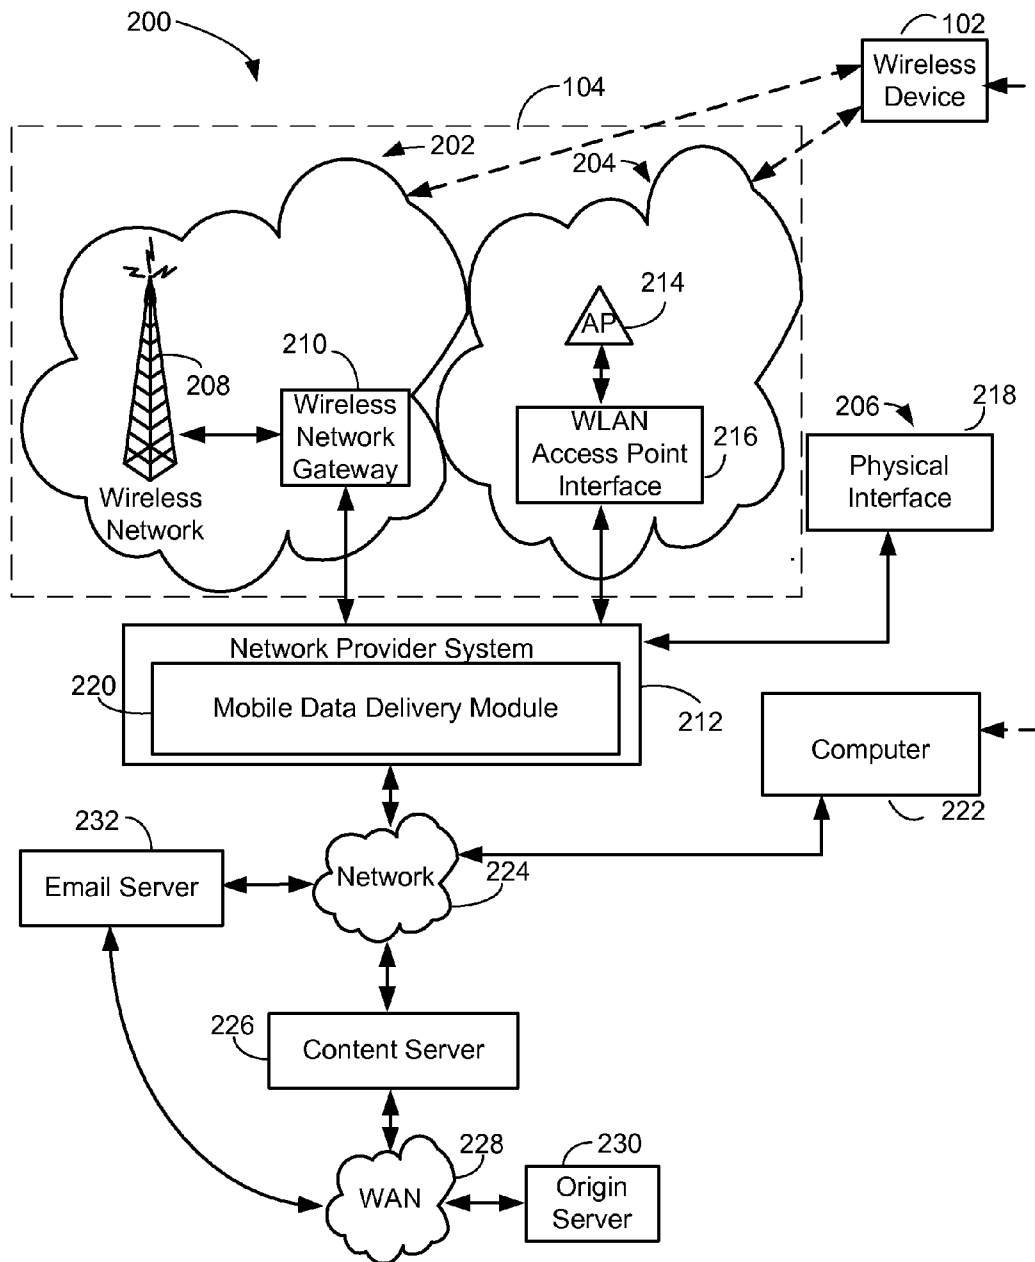 200
102
Wireless
Device
104
202
204
214
AP
208
210
Wireless
Network
Gateway
WLAN
Access Point
Interface
216
206
218
Physical
Interface
Wireless
Network
Network Provider System
220
Mobile Data Delivery Module
212
Computer
222
232
Email Server
Network
224
226
Content Server
228
WAN
230
Origin
Server